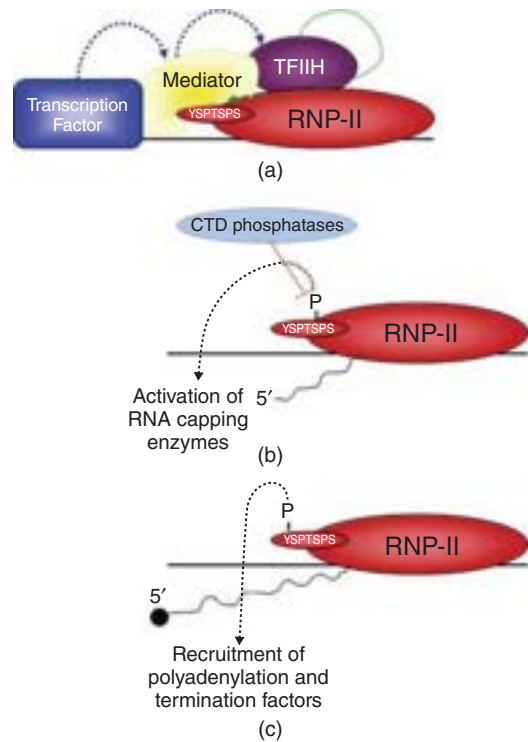 Mediator
TFIIH
Transcription
Factor
YSPTSPS
RNP-II
(a)
CTD phosphatases
P
YSPTSPS
RNP-II
Activation of
RNA capping
enzymes
5′
(b)
P
YSPTSPS
RNP-II
5′
Recruitment of
polyadenylation and
termination factors
(c)